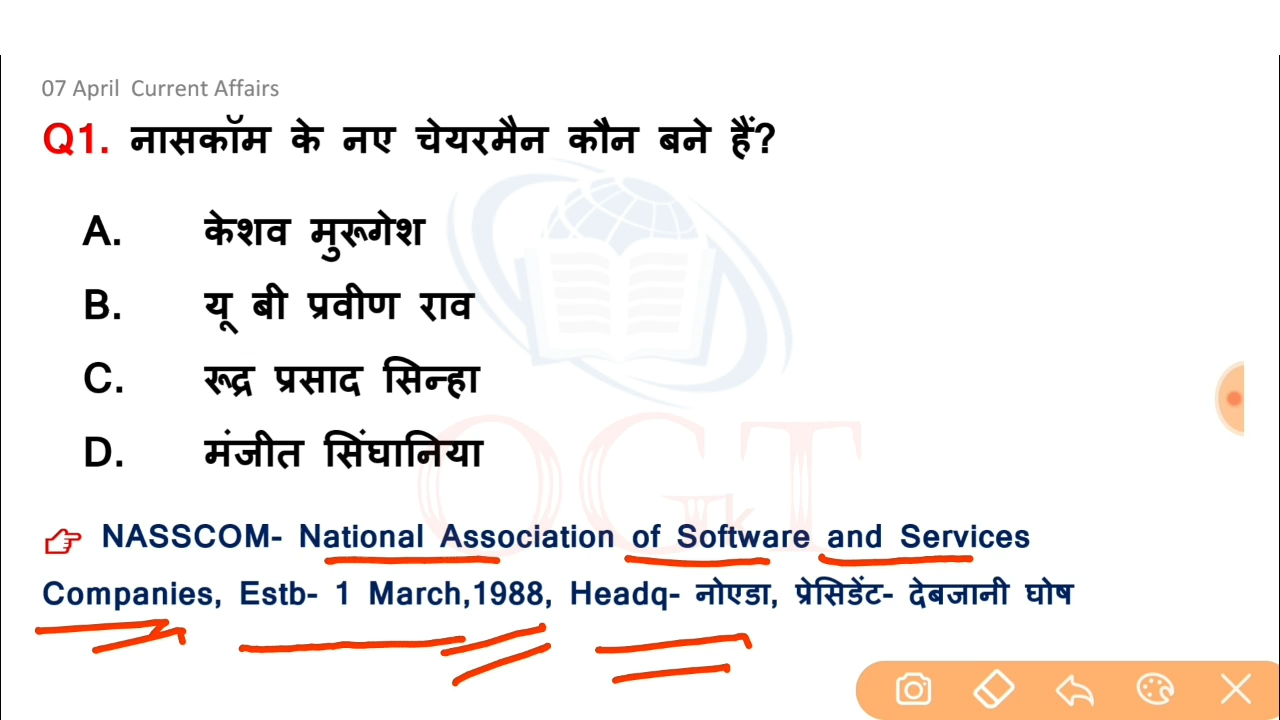 07 April Current Affairs
Q1. नासकॉम के नए चेयरमैन कौन बने हैं?
A. केशव मुरूगेश
B. यू बी प्रवीण राव
C. रूद्र प्रसाद सिन्हा
D. मंजीत सिंघानिया
OGT
k
NASSCOM- National Association of Software and Services
Companies, Estb- 1 March,1988, Headq- नोएडा, प्रेसिडेंट- देबजानी घोष